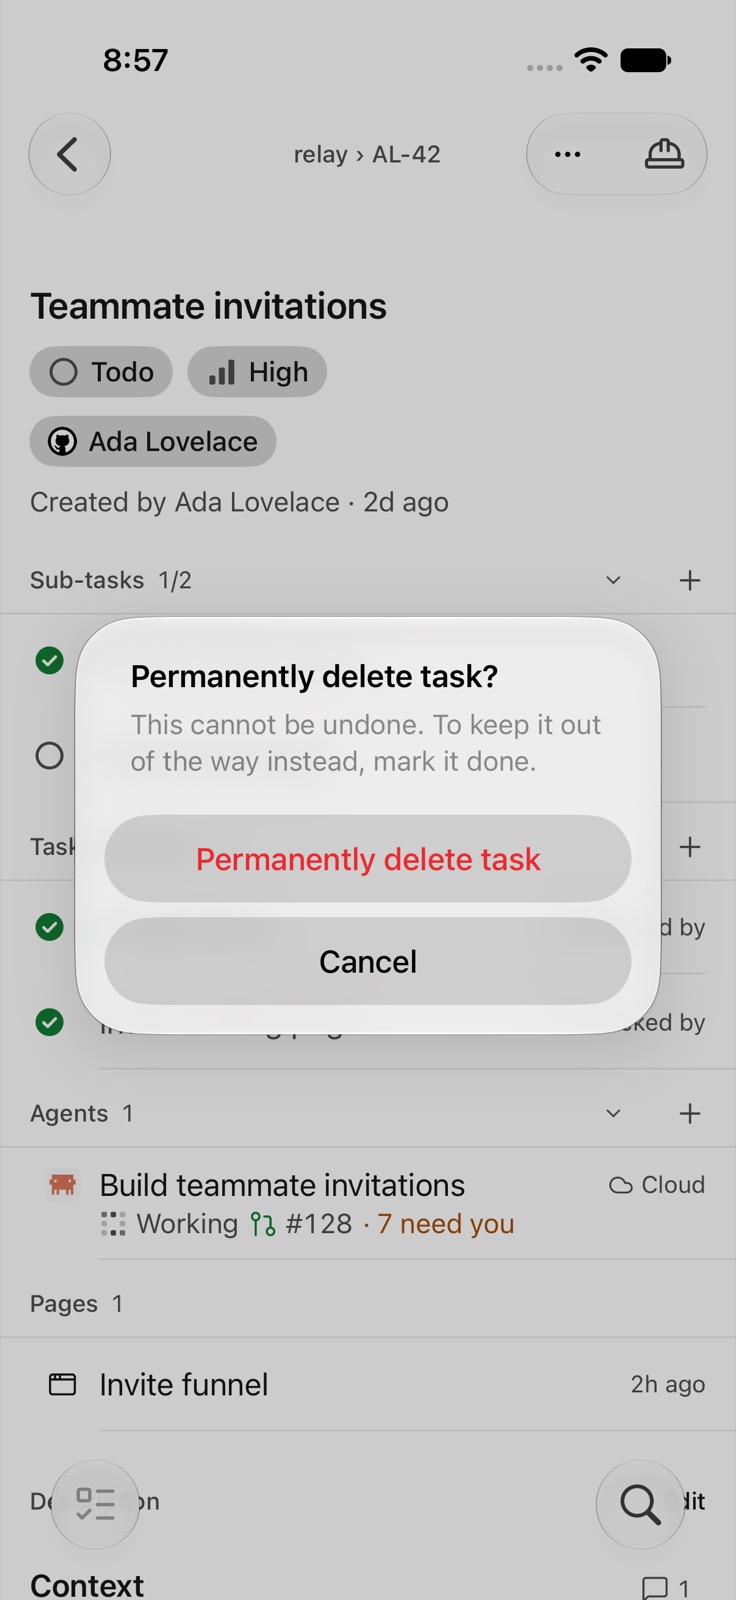 8:57
relay › AL-42
Teammate invitations
Todo
High
Ada Lovelace
Created by Ada Lovelace · 2d ago
Sub-tasks 1/2
Permanently delete task?
This cannot be undone. To keep it out
of the way instead, mark it done.
Permanently delete task
Cancel
by
by
Agents 1
Build teammate invitations
Cloud
Working #128 · 7 need you
Pages 1
Invite funnel
2h ago
Context
1